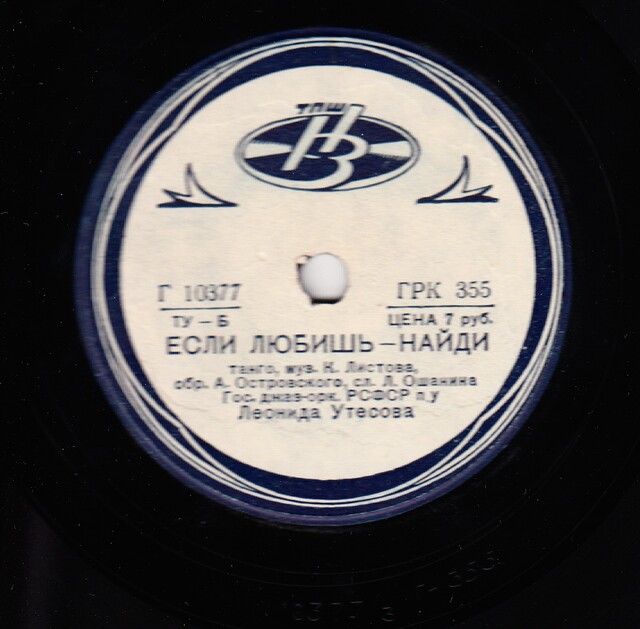 ТПШ
НЗ
Г 10377
ГРК 355
ТУ – Б
ЦЕНА 7 руб.
ЕСЛИ ЛЮБИШЬ – НАЙДИ
танго, муз. К. Листова,
обр. А. Островского, сл. Л. Ошанина
Гос. джаз-орк. РСФСР п/у
Леонида Утесова